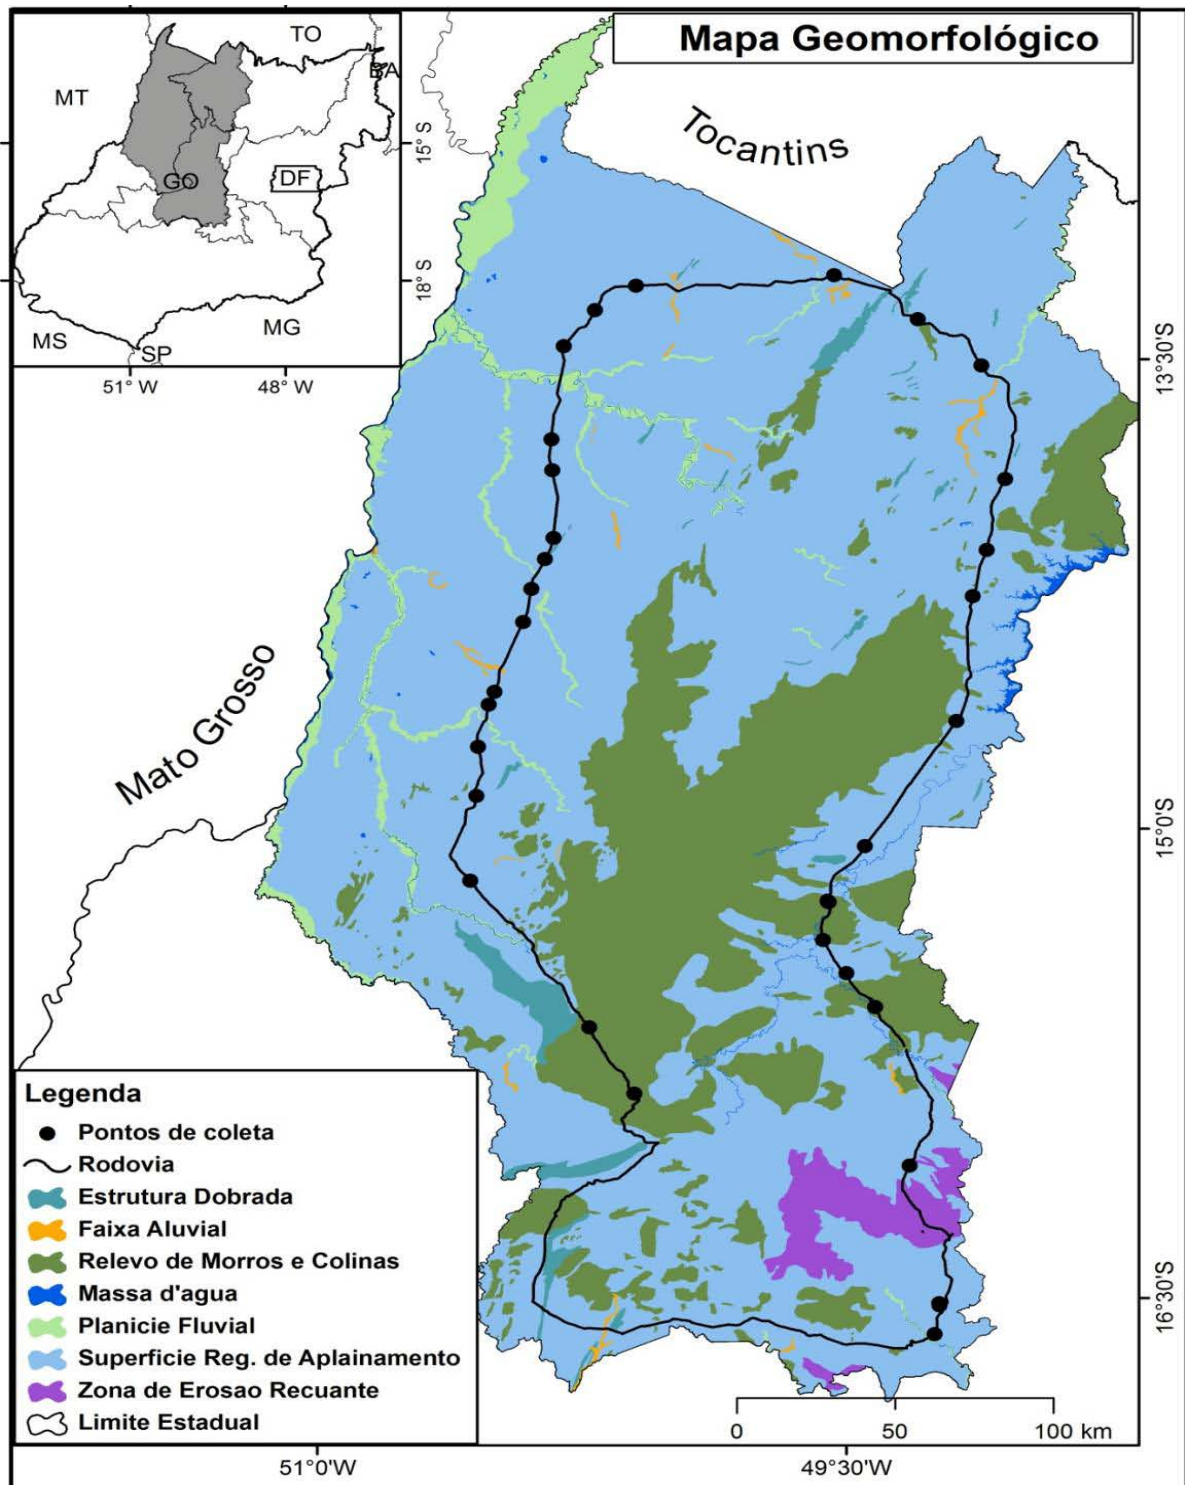 Mapa Geomorfológico
TO
BA
MT
GO
DF
MS
MG
SP
15° S
18° S
51° W
48° W
Tocantins
Mato Grosso
13°30'S
15°0'S
16°30'S
Legenda
Pontos de coleta
Rodovia
Estrutura Dobrada
Faixa Aluvial
Relevo de Morros e Colinas
Massa d'agua
Planicie Fluvial
Superficie Reg. de Aplainamento
Zona de Erosao Recuante
Limite Estadual
0 50 100 km
51°0'W
49°30'W